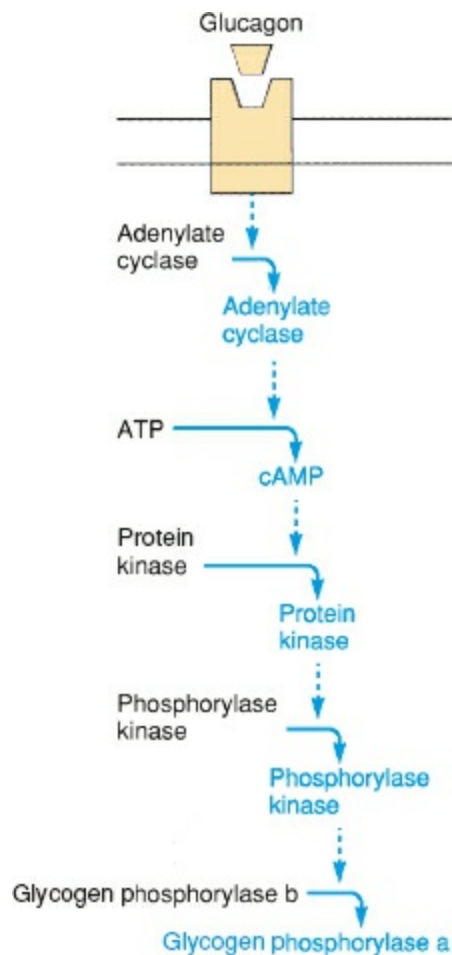 Glucagon
Adenylate
cyclase
Adenylate
cyclase
ATP
cAMP
Protein
kinase
Protein
kinase
Phosphorylase
kinase
Phosphorylase
kinase
Glycogen phosphorylase b
Glycogen phosphorylase a